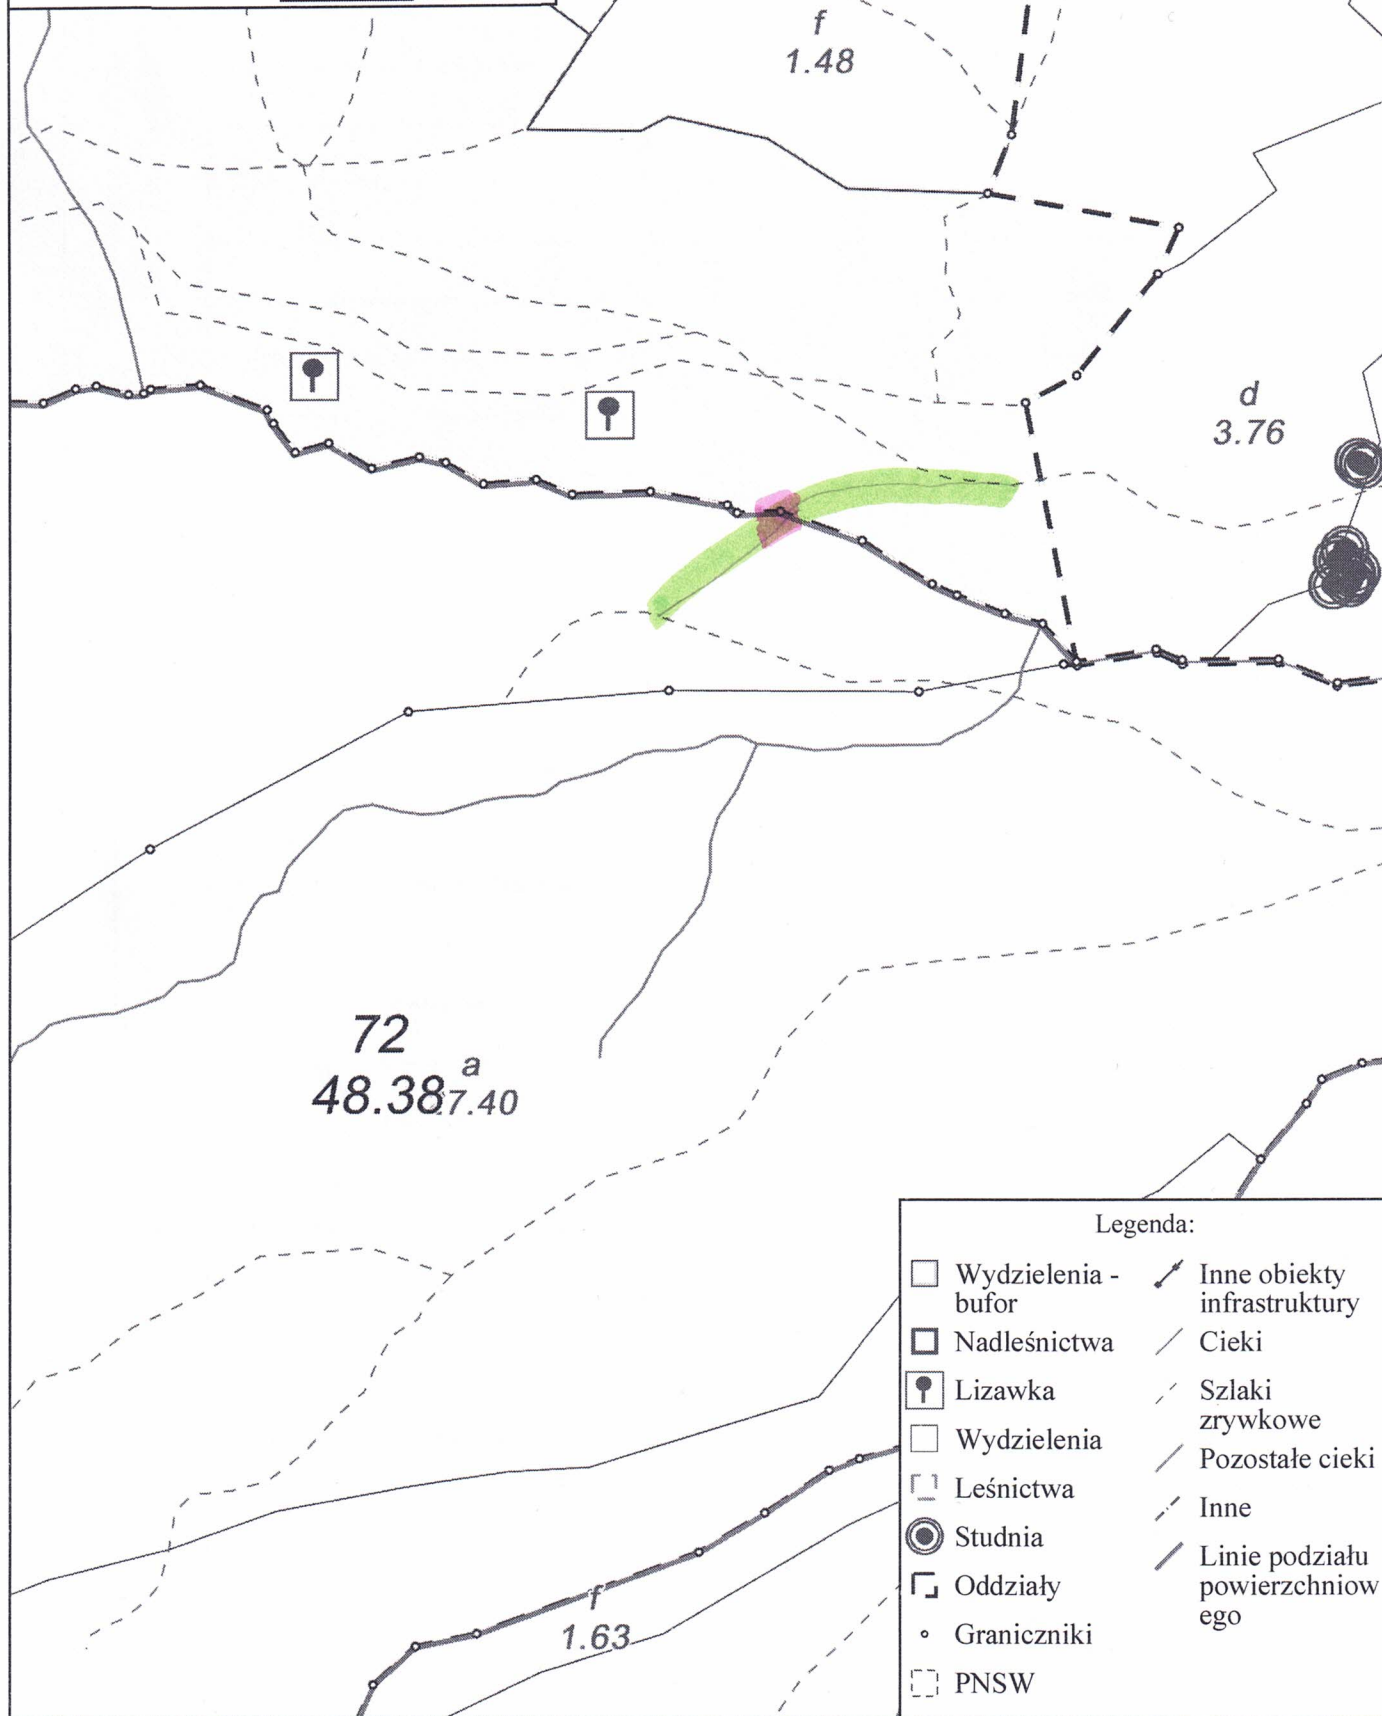 f
1.48
d
3.76
72
a
48.38
7.40
f
1.63
Legenda:
Wydzielenia -
bufor
Nadleśnictwa
Lizawka
Wydzielenia
Leśnictwa
Studnia
Oddziały
Graniczniki
PNSW
Inne obiekty
infrastruktury
Cieki
Szlaki
zrywkowe
Pozostałe cieki
Inne
Linie podziału
powierzchniow
ego